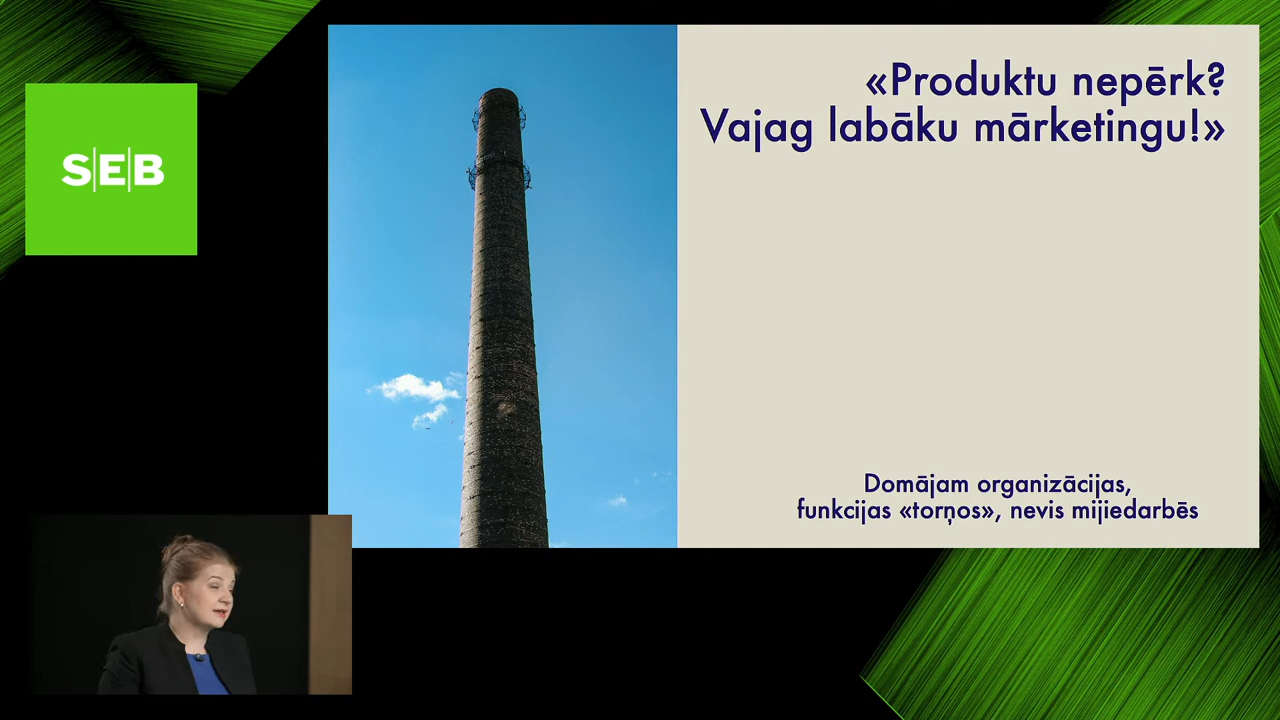 SEB
«Produktu nepērk?
Vajag labāku mārketingu!»
Domājam organizācijas,
funkcijas «torņos», nevis mijiedarbēs